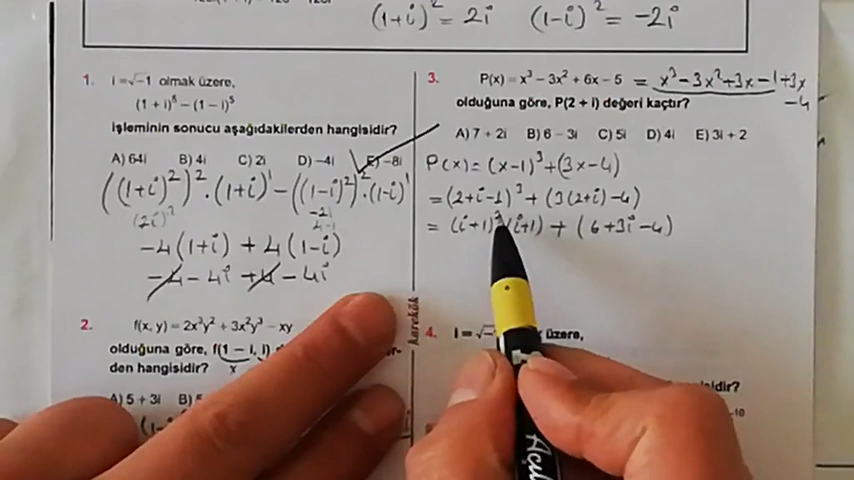 (1+i)² = 2i (1-i)² = -2i
1. i = √-1 olmak üzere,
(1 + i)⁵ – (1 – i)⁵
işleminin sonucu aşağıdakilerden hangisidir?
A) 64i B) 4i C) 2i D) –4i E) –8i
((1+i)²)²·(1+i)¹ - ((1-i)²)²·(1-i)¹
(2i)²
-2i
-4(1+i) + 4(1-i)
-4 - 4i + 4 - 4i
2. f(x, y) = 2x³y² + 3x²y³ – xy
olduğuna göre, f(1 – i, i)
x
den hangisidir?
A) 5 + 3i B)
karekök
3. P(x) = x³ – 3x² + 6x – 5 = x³-3x²+3x-1+3x
-4
olduğuna göre, P(2 + i) değeri kaçtır?
A) 7 + 2i B) 6 – 3i C) 5i D) 4i E) 3i + 2
P(x) = (x-1)³+(3x-4)
= (2+i-1)³ + (3(2+i)-4)
= (i+1)²(i+1) + (6+3i-4)
4. i = √ üzere,
Açı